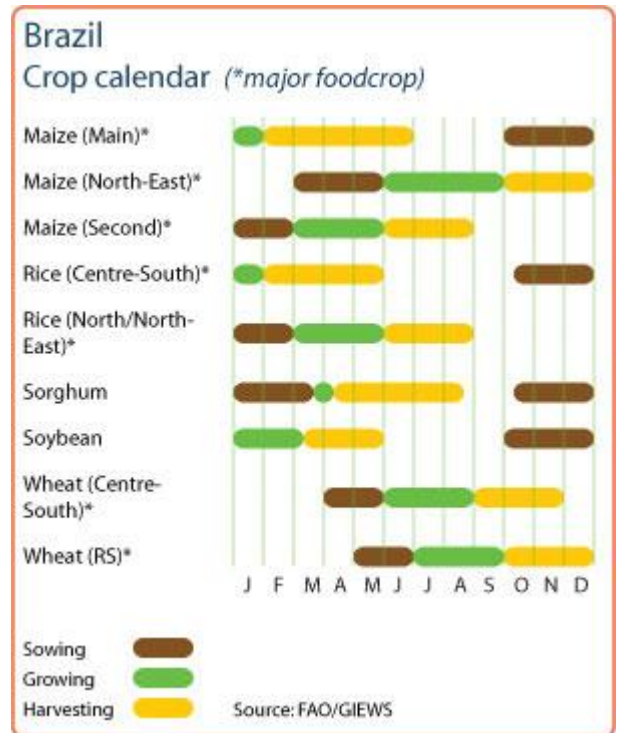 Brazil
Crop calendar (*major foodcrop)
Maize (Main)*
Maize (North-East)*
Maize (Second)*
Rice (Centre-South)*
Rice (North/North-
East)*
Sorghum
Soybean
Wheat (Centre-
South)*
Wheat (RS)*
J F M A M J J A S O N D
Sowing
Growing
Harvesting Source: FAO/GIEWS